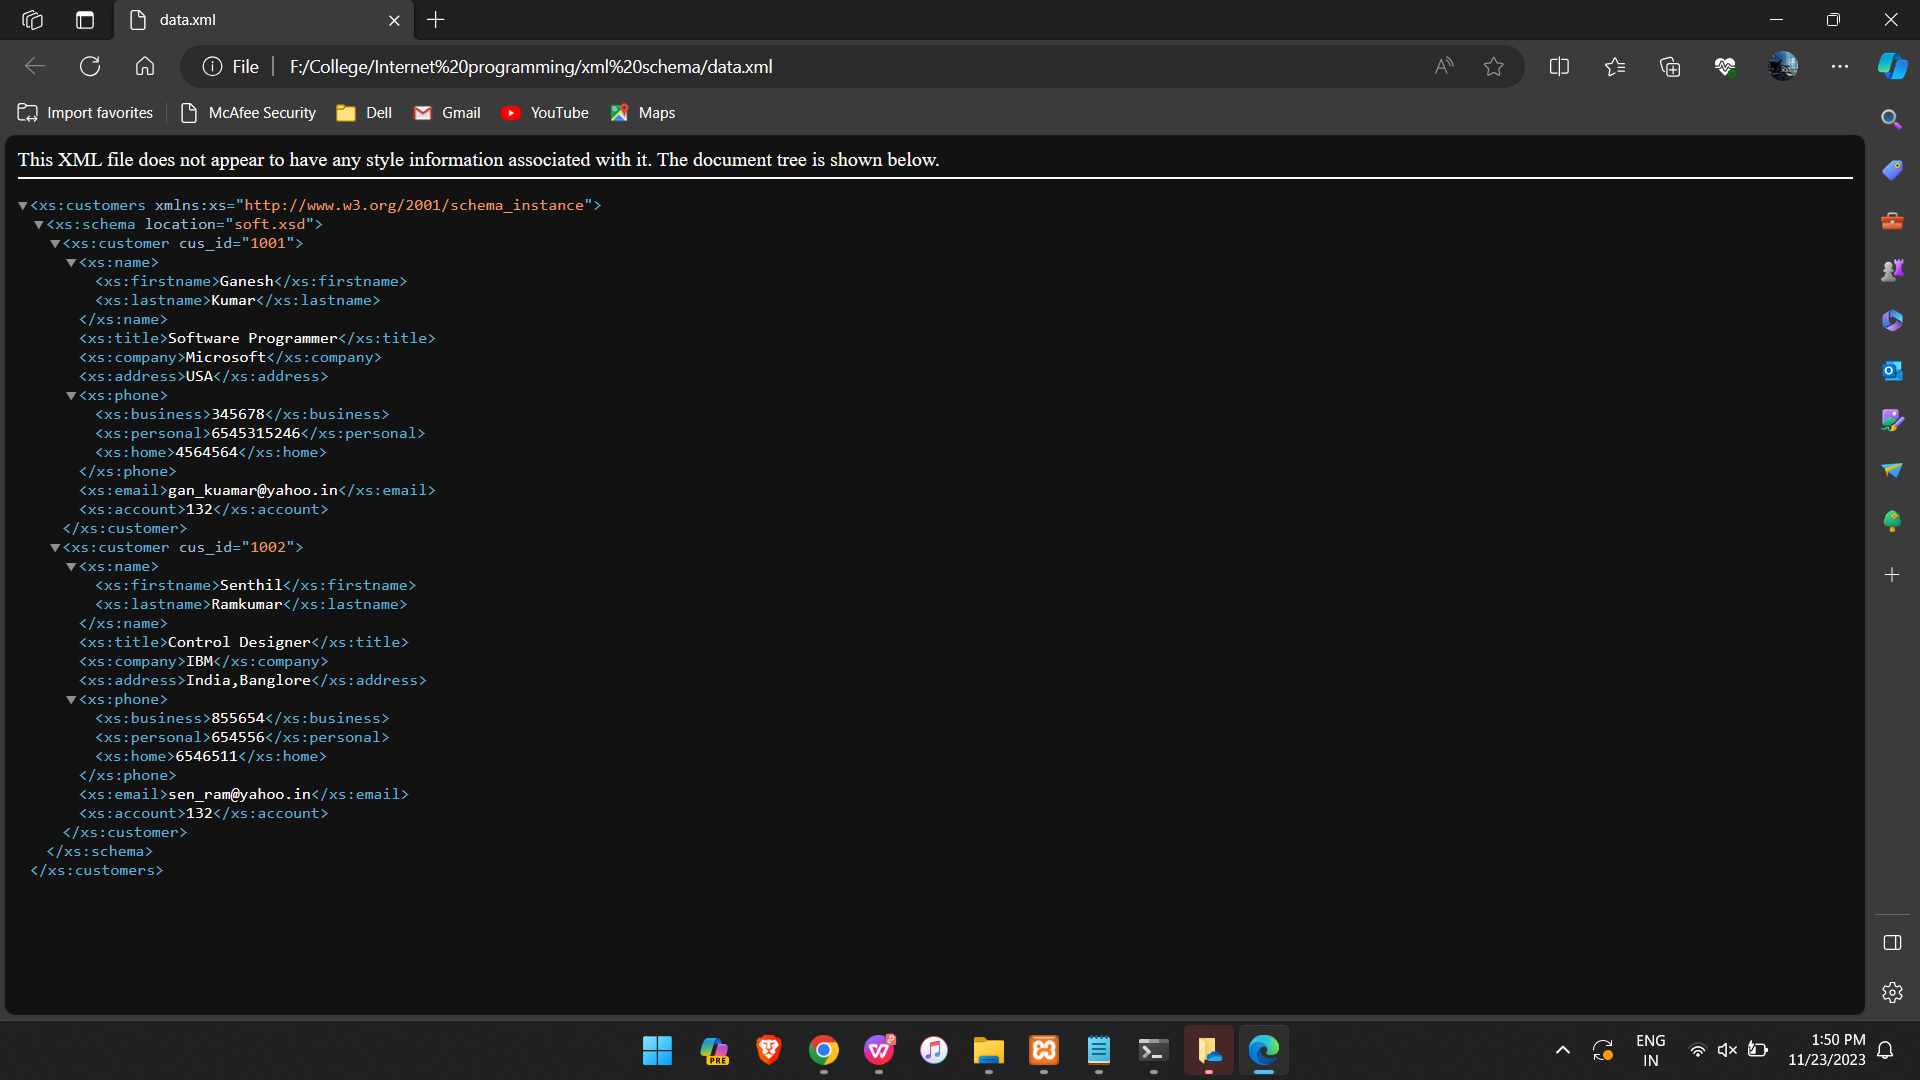 data.xml
File F:/College/Internet%20programming/xml%20schema/data.xml
Import favorites McAfee Security Dell Gmail YouTube Maps
This XML file does not appear to have any style information associated with it. The document tree is shown below.
<xs:customers xmlns:xs="http://www.w3.org/2001/schema_instance">
<xs:schema location="soft.xsd">
<xs:customer cus_id="1001">
<xs:name>
<xs:firstname>Ganesh</xs:firstname>
<xs:lastname>Kumar</xs:lastname>
</xs:name>
<xs:title>Software Programmer</xs:title>
<xs:company>Microsoft</xs:company>
<xs:address>USA</xs:address>
<xs:phone>
<xs:business>345678</xs:business>
<xs:personal>6545315246</xs:personal>
<xs:home>4564564</xs:home>
</xs:phone>
<xs:email>gan_kuamar@yahoo.in</xs:email>
<xs:account>132</xs:account>
</xs:customer>
<xs:customer cus_id="1002">
<xs:name>
<xs:firstname>Senthil</xs:firstname>
<xs:lastname>Ramkumar</xs:lastname>
</xs:name>
<xs:title>Control Designer</xs:title>
<xs:company>IBM</xs:company>
<xs:address>India,Banglore</xs:address>
<xs:phone>
<xs:business>855654</xs:business>
<xs:personal>654556</xs:personal>
<xs:home>6546511</xs:home>
</xs:phone>
<xs:email>sen_ram@yahoo.in</xs:email>
<xs:account>132</xs:account>
</xs:customer>
</xs:schema>
</xs:customers>
PRE
ENG
IN
1:50 PM
11/23/2023